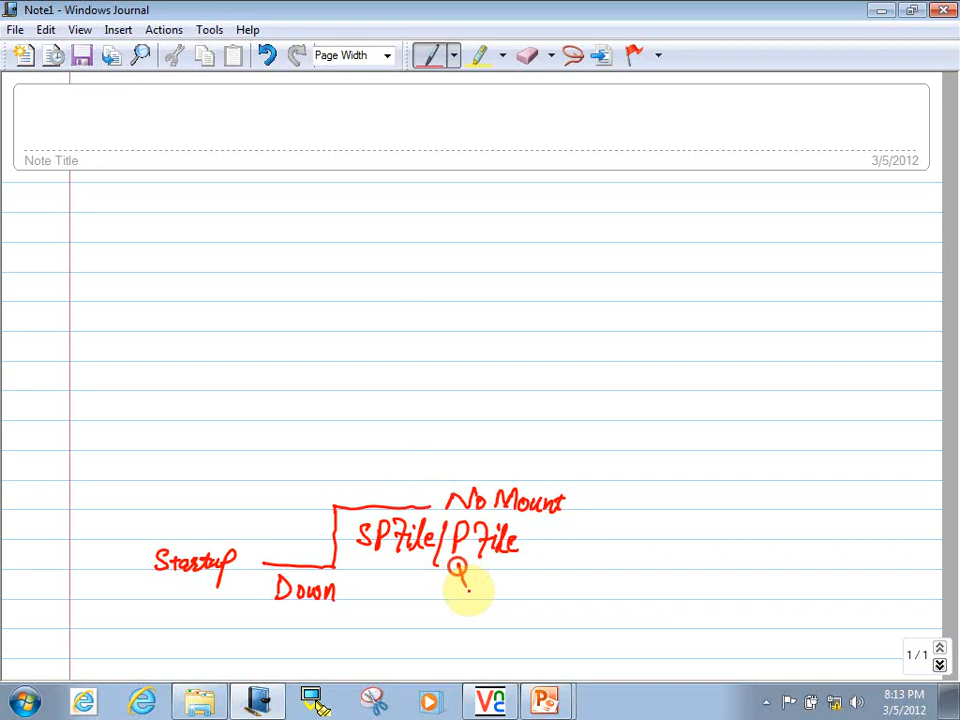 Note1 - Windows Journal
File Edit View Insert Actions Tools Help
Page Width
Note Title 3/5/2012
No Mount
SPFile/PFile
Startup
Down
1 / 1
8:13 PM
3/5/2012